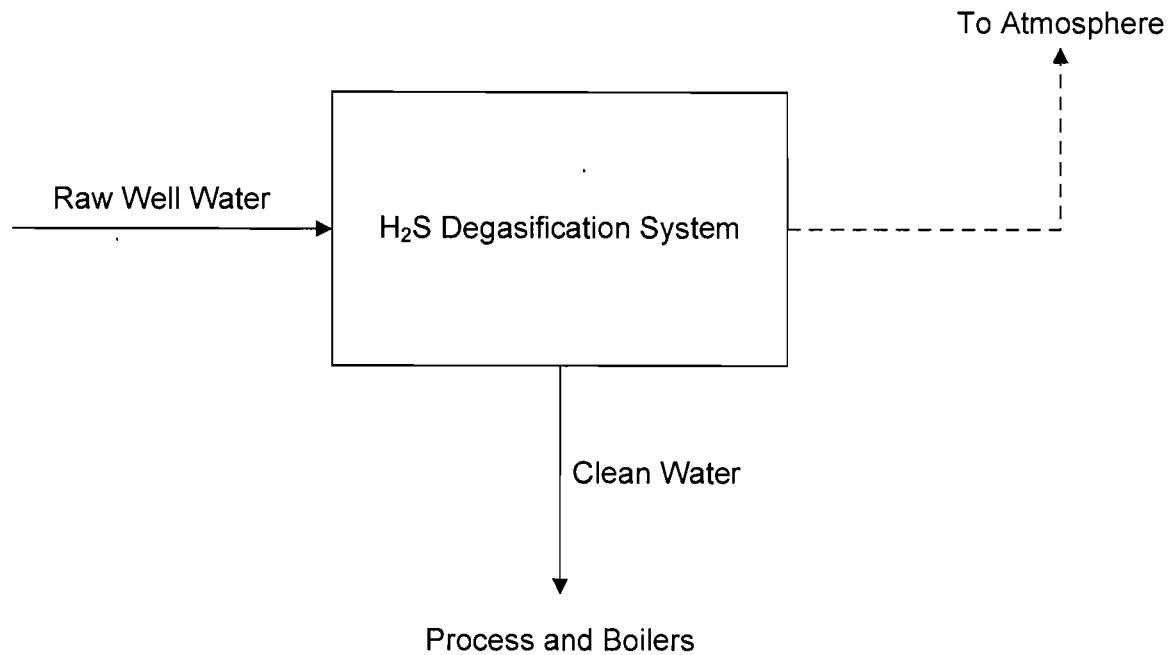 To Atmosphere
Raw Well Water
H₂S Degasification System
Clean Water
Process and Boilers